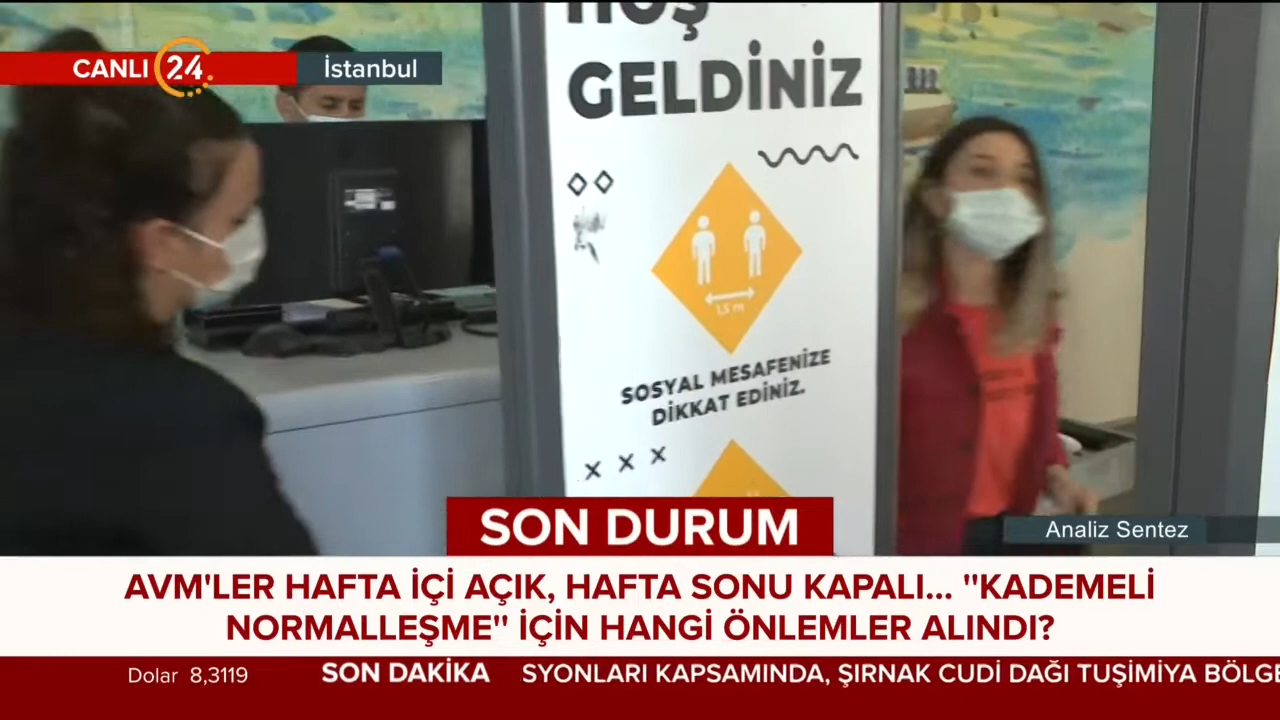 HOŞ
GELDİNİZ
CANLI 24
İstanbul
1,5 m
SOSYAL MESAFENİZE
DİKKAT EDİNİZ.
SON DURUM
Analiz Sentez
AVM'LER HAFTA İÇİ AÇIK, HAFTA SONU KAPALI... "KADEMELİ
NORMALLEŞME" İÇİN HANGİ ÖNLEMLER ALINDI?
Dolar 8,3119
SON DAKİKA SYONLARI KAPSAMINDA, ŞIRNAK CUDİ DAĞI TUŞİMİYA BÖLGE